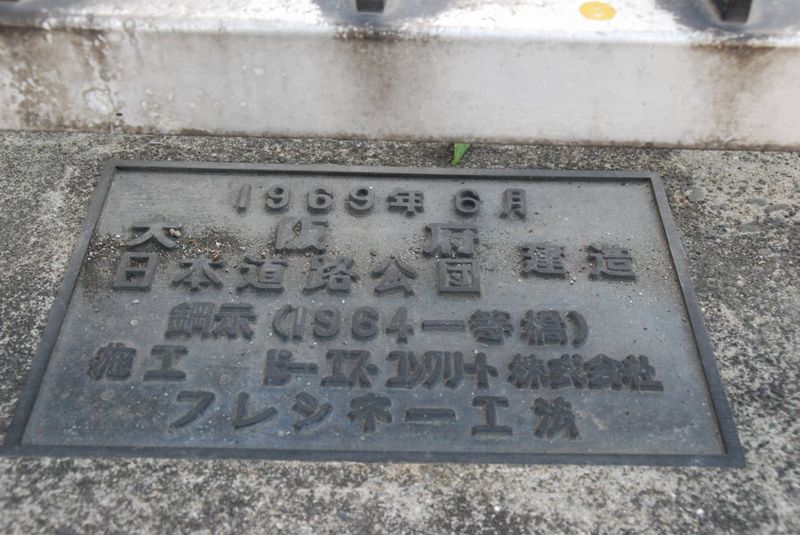 1969年6月
大阪府
日本道路公団 建造
鋼示(1964一等橋)
施工 ピー・エス・コンクリート株式会社
フレシネー工法